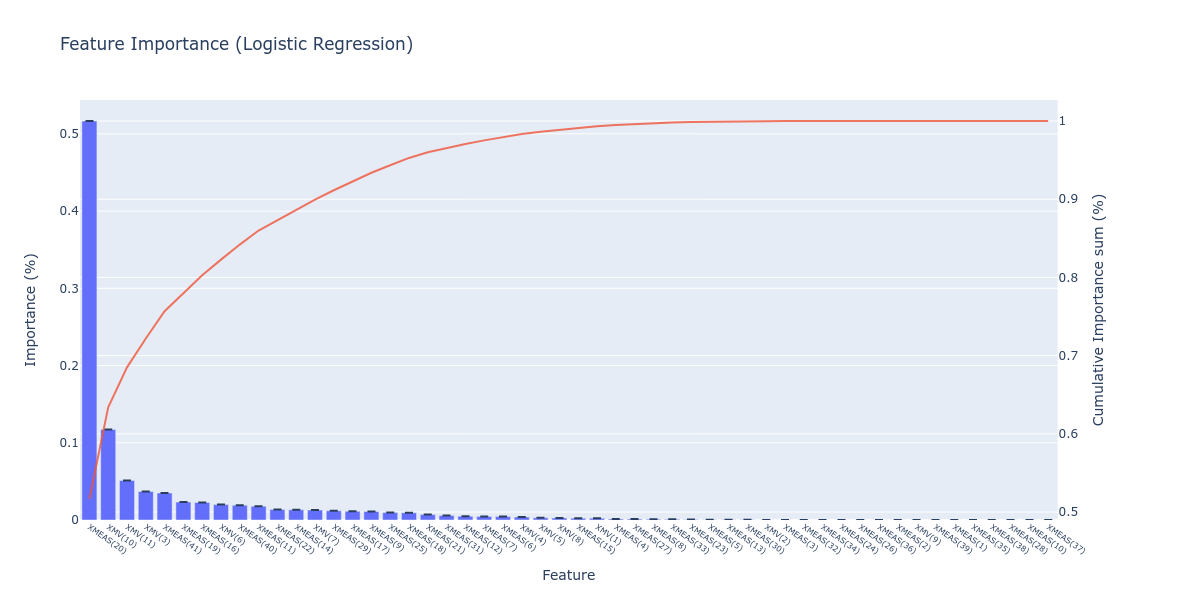 Feature Importance (Logistic Regression)
Importance (%)
0.5
0.4
0.3
0.2
0.1
0
1
0.9
0.8
0.7
0.6
0.5
Cumulative Importance sum (%)
XMEAS(20)
XMV(10)
XMV(11)
XMV(3)
XMEAS(41)
XMEAS(19)
XMEAS(16)
XMV(6)
XMEAS(40)
XMEAS(11)
XMEAS(22)
XMEAS(14)
XMV(7)
XMEAS(29)
XMEAS(17)
XMEAS(9)
XMEAS(25)
XMEAS(18)
XMEAS(21)
XMEAS(31)
XMEAS(12)
XMEAS(7)
XMEAS(6)
XMV(4)
XMV(5)
XMV(8)
XMEAS(15)
XMV(1)
XMEAS(4)
XMEAS(27)
XMEAS(8)
XMEAS(33)
XMEAS(23)
XMEAS(5)
XMEAS(13)
XMEAS(30)
XMV(2)
XMEAS(3)
XMEAS(32)
XMEAS(34)
XMEAS(24)
XMEAS(26)
XMEAS(36)
XMEAS(2)
XMV(9)
XMEAS(39)
XMEAS(1)
XMEAS(35)
XMEAS(38)
XMEAS(28)
XMEAS(10)
XMEAS(37)
Feature